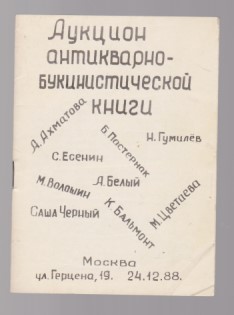 Аукцион
антикварно-
букинистической
книги
А. Ахматова
Б. Пастернак
Н. Гумилёв
С. Есенин
М. Волошин
А. Белый
Саша Черный
К. Бальмонт
М. Цветаева
Москва
ул. Герцена, 19. 24.12.88.